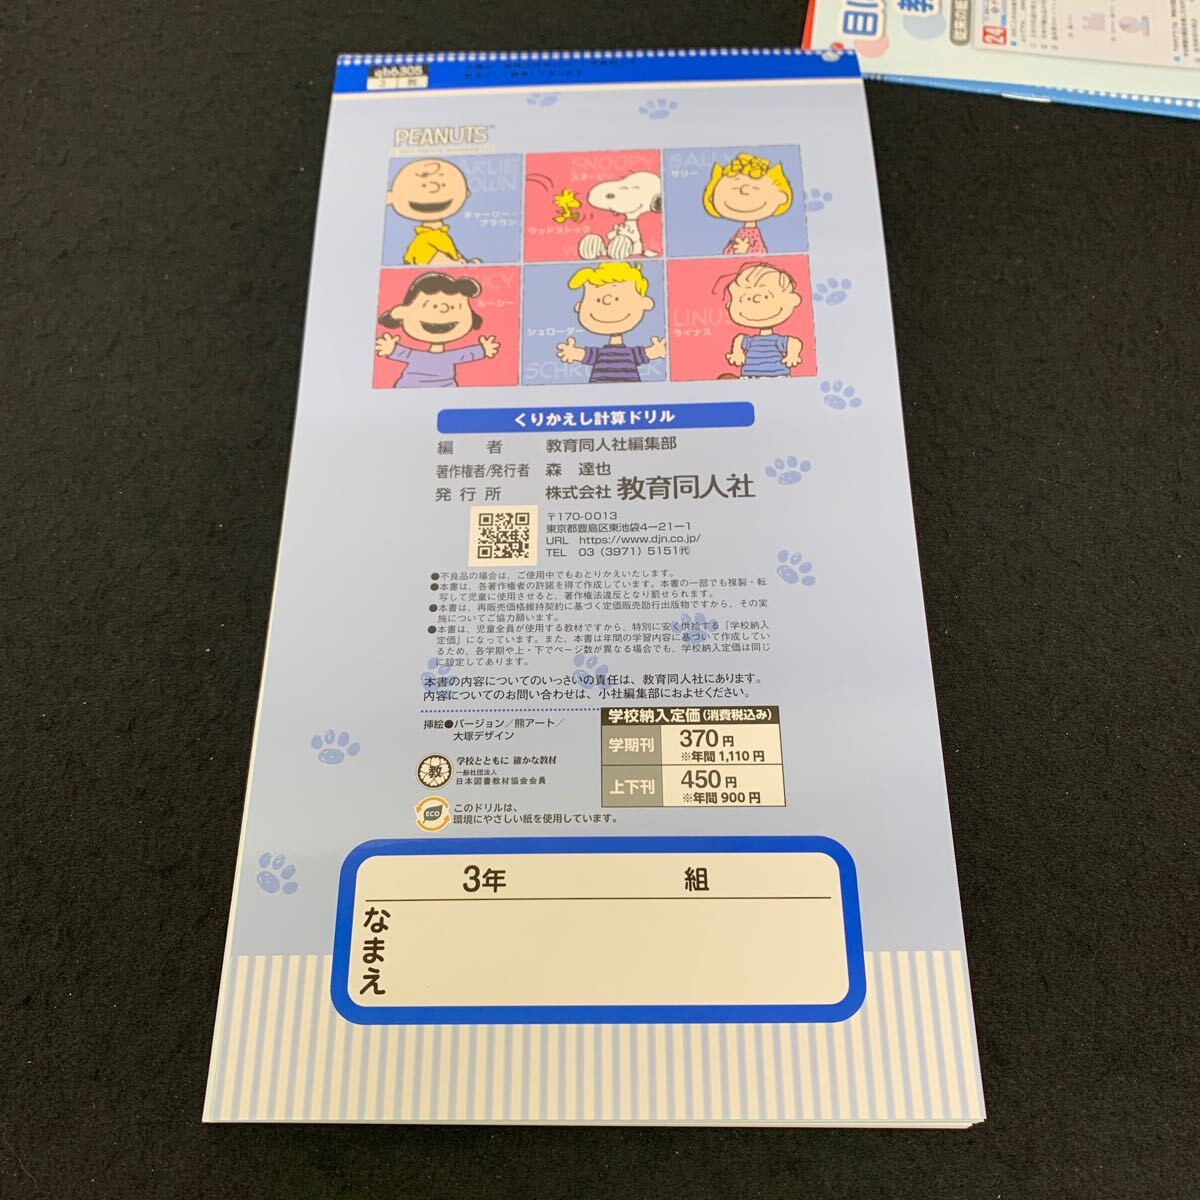 qb6305
3 教
PEANUTS
CHARLIE BROWN
チャーリー・ブラウン
SNOOPY
スヌーピー
ウッドストック
SALLY
サリー
LUCY
ルーシー
シュローダー
SCHROEDER
LINUS
ライナス
くりかえし計算ドリル
編 者 教育同人社編集部
著作権者/発行者 森 達也
発行所 株式会社 教育同人社
〒170-0013
東京都豊島区東池袋4-21-1
URL https://www.djn.co.jp/
TEL 03(3971)5151㈹
●不良品の場合は、ご使用中でもおとりかえいたします。
●本書は、各著作権者の許諾を得て作成しています。本書の一部でも複製・転
写して児童に使用させると、著作権法違反となり罰せられます。
●本書は、再販売価格維持契約に基づく定価販売励行出版物ですから、その実
施についてご協力願います。
●本書は、児童全員が使用する教材ですから、特別に安く供給する「学校納入
定価」になっています。また、本書は年間の学習内容に基づいて作成してい
るため、各学期や上・下でページ数が異なる場合でも、学校納入定価は同じ
に設定してあります。
本書の内容についてのいっさいの責任は、教育同人社にあります。
内容についてのお問い合わせは、小社編集部におよせください。
挿絵●バージョン/熊アート/
大塚デザイン
学校納入定価(消費税込み)
学期刊 370円
※年間1,110円
上下刊 450円
※年間900円
教
学校とともに 確かな教材
一般社団法人
日本図書教材協会会員
ECO
このドリルは、
環境にやさしい紙を使用しています。
3年 組
なまえ
24